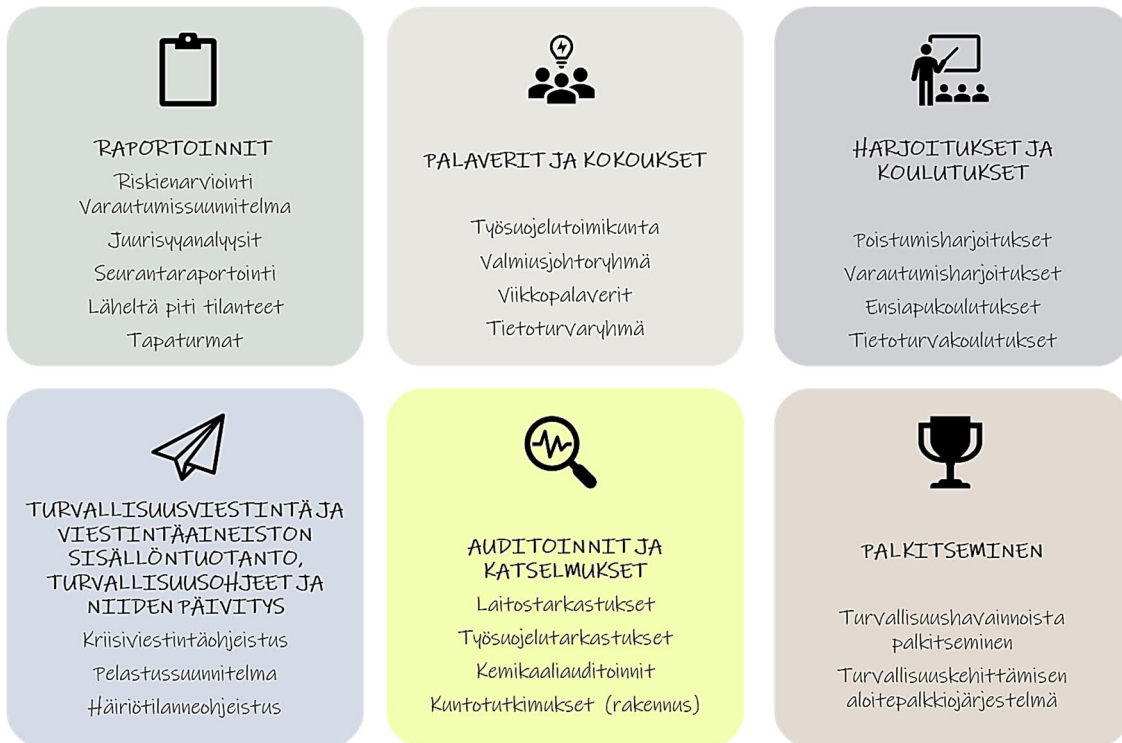 RAPORTOINNIT
Riskienarviointi
Varautumissuunnitelma
Juurisyyanalyysit
Seurantaraportointi
Läheltä piti tilanteet
Tapaturmat
PALAVERIT JA KOKOUKSET
Työsuojelutoimikunta
Valmiusjohtoryhmä
Viikkopalaverit
Tietoturvaryhmä
HARJOITUKSET JA
KOULUTUKSET
Poistumisharjoitukset
Varautumisharjoitukset
Ensiapukoulutukset
Tietoturvakoulutukset
TURVALLISUUSVIESTINTÄ JA
VIESTINTÄAINEISTON
SISÄLLÖNTUOTANTO,
TURVALLISUUSOHJEET JA
NIIDEN PÄIVITYS
Kriisiviestintäohjeistus
Pelastussuunnitelma
Häiriötilanneohjeistus
AUDITOINNIT JA
KATSELMUKSET
Laitostarkastukset
Työsuojelutarkastukset
Kemikaaliauditoinnit
Kuntotutkimukset (rakennus)
PALKITSEMINEN
Turvallisuushavainnoista
palkitseminen
Turvallisuuskehittämisen
aloitepalkkiojärjestelmä